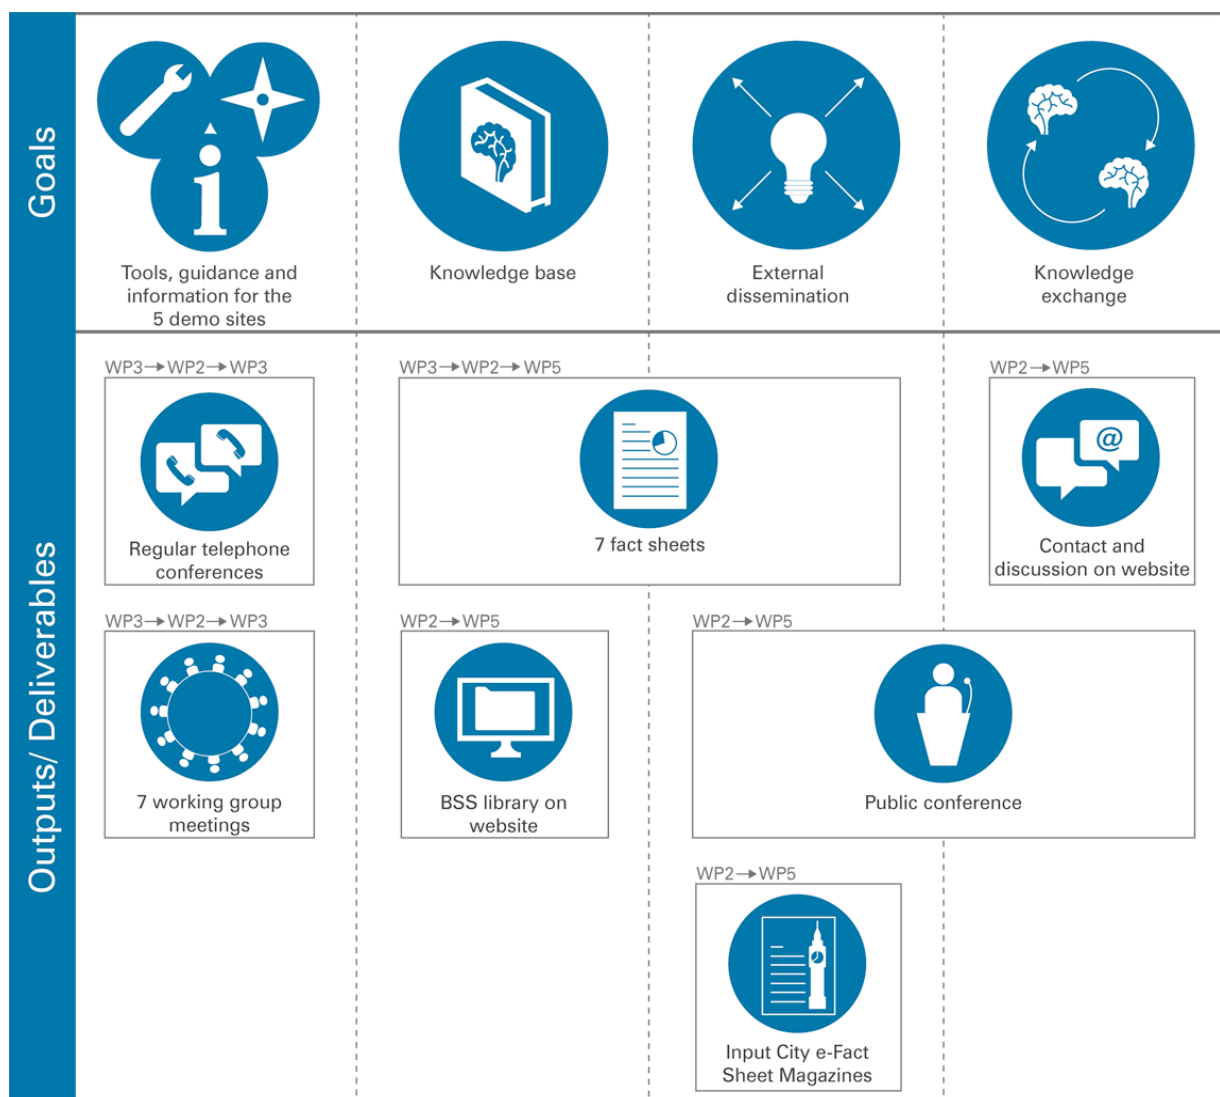 Goals
Tools, guidance and
information for the
5 demo sites
Knowledge base
External
dissemination
Knowledge
exchange
Outputs/ Deliverables
WP3→WP2→WP3
Regular telephone
conferences
WP3→WP2→WP5
7 fact sheets
WP2→WP5
@
Contact and
discussion on website
WP3→WP2→WP3
7 working group
meetings
WP2→WP5
BSS library on
website
WP2→WP5
Public conference
WP2→WP5
Input City e-Fact
Sheet Magazines